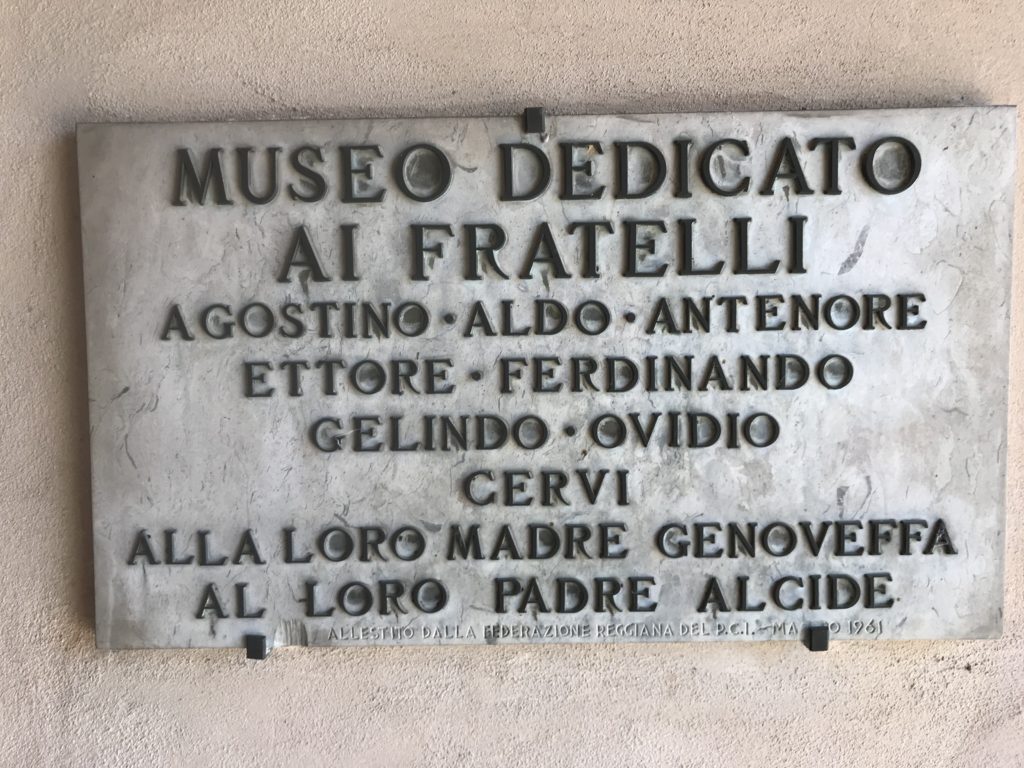 MUSEO DEDICATO
AI FRATELLI
AGOSTINO · ALDO · ANTENORE
ETTORE · FERDINANDO
GELINDO · OVIDIO
CERVI
ALLA LORO MADRE GENOVEFFA
AL LORO PADRE ALCIDE
ALLESTITO DALLA FEDERAZIONE REGGIANA DEL P.C.I. - 1961